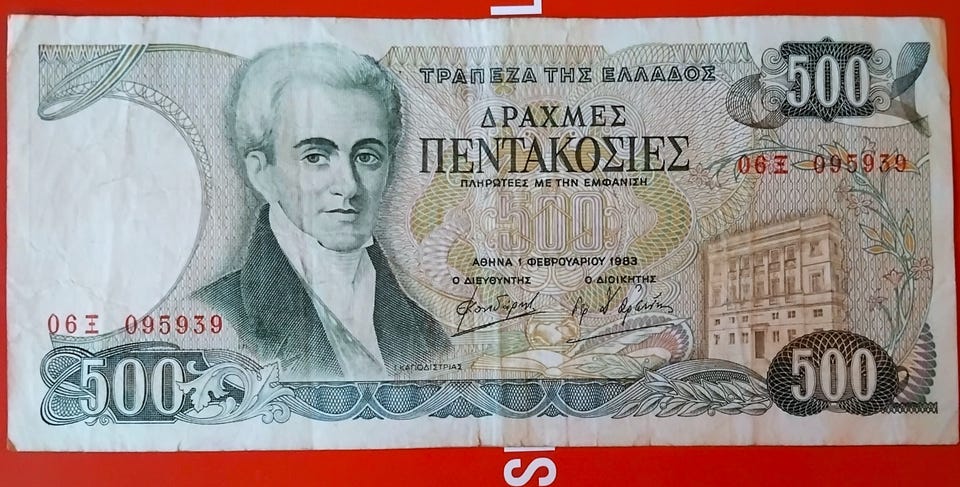 L
ΤΡΑΠΕΖΑ ΤΗΣ ΕΛΛΑΔΟΣ
500
ΔΡΑΧΜΕΣ
ΠΕΝΤΑΚΟΣΙΕΣ
06Ξ 095939
ΠΛΗΡΩΤΕΕΣ ΜΕ ΤΗΝ ΕΜΦΑΝΙΣΗ
500
ΑΘΗΝΑ 1 ΦΕΒΡΟΥΑΡΙΟΥ 1983
Ο ΔΙΕΥΘΥΝΤΗΣ Ο ΔΙΟΙΚΗΤΗΣ
06Ξ 095939
Ι. ΚΑΠΟΔΙΣΤΡΙΑΣ
500
500
S